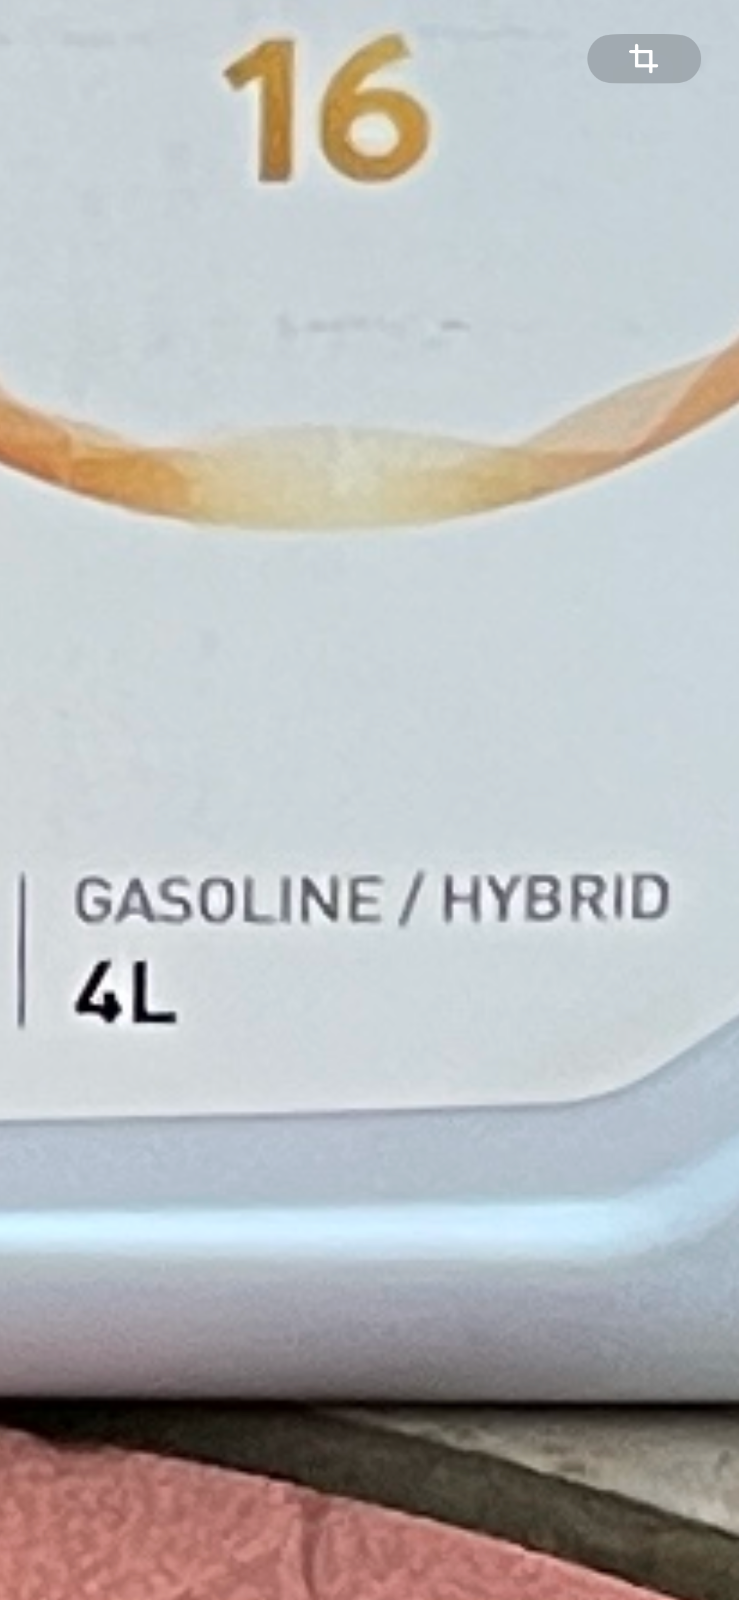 16
GASOLINE / HYBRID
4L